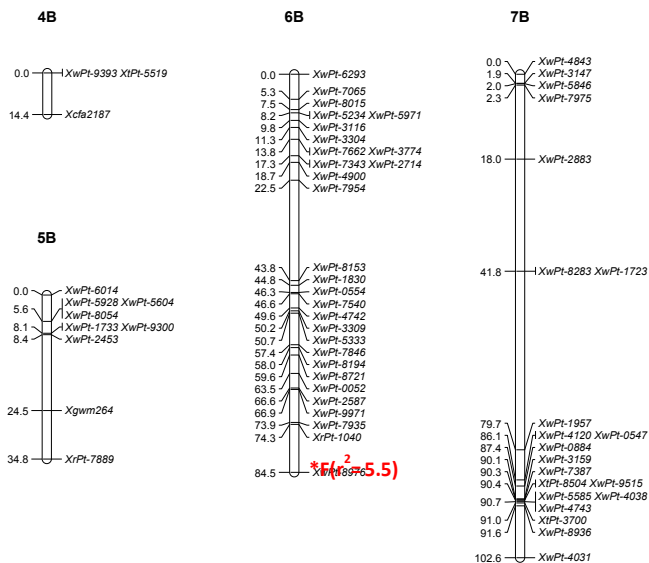 4B
0.0 XwPt-9393 XtPt-5519
14.4 Xcfa2187
5B
0.0 XwPt-6014
XwPt-5928 XwPt-5604
5.6 XwPt-8054
8.1 XwPt-1733 XwPt-9300
8.4 XwPt-2453
24.5 Xgwm264
34.8 XrPt-7889
6B
0.0 XwPt-6293
5.3 XwPt-7065
7.5 XwPt-8015
8.2 XwPt-5234 XwPt-5971
9.8 XwPt-3116
11.3 XwPt-3304
13.8 XwPt-7662 XwPt-3774
17.3 XwPt-7343 XwPt-2714
18.7 XwPt-4900
22.5 XwPt-7954
43.8 XwPt-8153
44.8 XwPt-1830
46.3 XwPt-0554
46.6 XwPt-7540
49.6 XwPt-4742
50.2 XwPt-3309
50.7 XwPt-5333
57.4 XwPt-7846
58.0 XwPt-8194
59.6 XwPt-8721
63.5 XwPt-0052
66.6 XwPt-2587
66.9 XwPt-9971
73.9 XwPt-7935
74.3 XrPt-1040
84.5 XwPt-8976 *F(r²=5.5)
7B
0.0 XwPt-4843
1.9 XwPt-3147
2.0 XwPt-5846
2.3 XwPt-7975
18.0 XwPt-2883
41.8 XwPt-8283 XwPt-1723
79.7 XwPt-1957
86.1 XwPt-4120 XwPt-0547
87.4 XwPt-0884
90.1 XwPt-3159
90.3 XwPt-7387
90.4 XtPt-8504 XwPt-9515
XwPt-5585 XwPt-4038
90.7 XwPt-4743
91.0 XtPt-3700
91.6 XwPt-8936
102.6 XwPt-4031